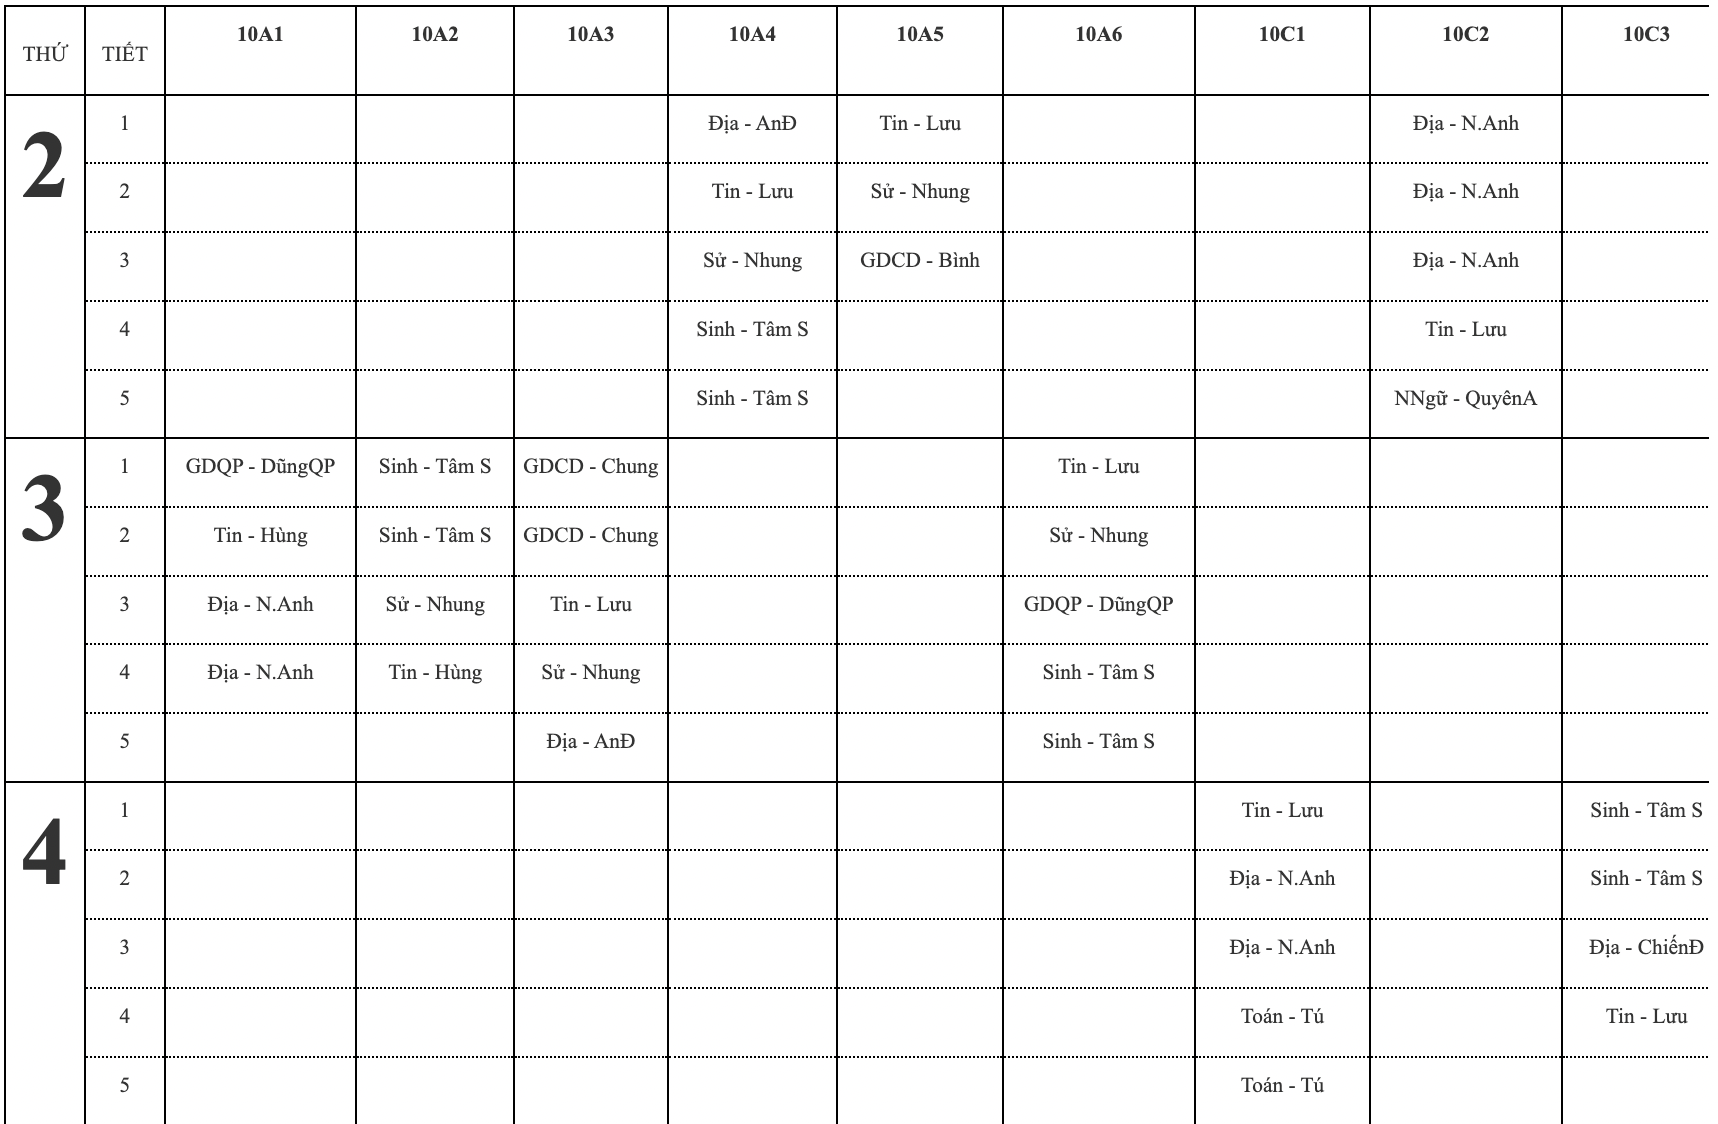 THỨ TIẾT 10A1 10A2 10A3 10A4 10A5 10A6 10C1 10C2 10C3
2
1 Địa - AnĐ Tin - Lưu Địa - N.Anh
2 Tin - Lưu Sử - Nhung Địa - N.Anh
3 Sử - Nhung GDCD - Bình Địa - N.Anh
4 Sinh - Tâm S Tin - Lưu
5 Sinh - Tâm S NNgữ - QuyênA
3
1 GDQP - DũngQP Sinh - Tâm S GDCD - Chung Tin - Lưu
2 Tin - Hùng Sinh - Tâm S GDCD - Chung Sử - Nhung
3 Địa - N.Anh Sử - Nhung Tin - Lưu GDQP - DũngQP
4 Địa - N.Anh Tin - Hùng Sử - Nhung Sinh - Tâm S
5 Địa - AnĐ Sinh - Tâm S
4
1 Tin - Lưu Sinh - Tâm S
2 Địa - N.Anh Sinh - Tâm S
3 Địa - N.Anh Địa - ChiếnĐ
4 Toán - Tú Tin - Lưu
5 Toán - Tú